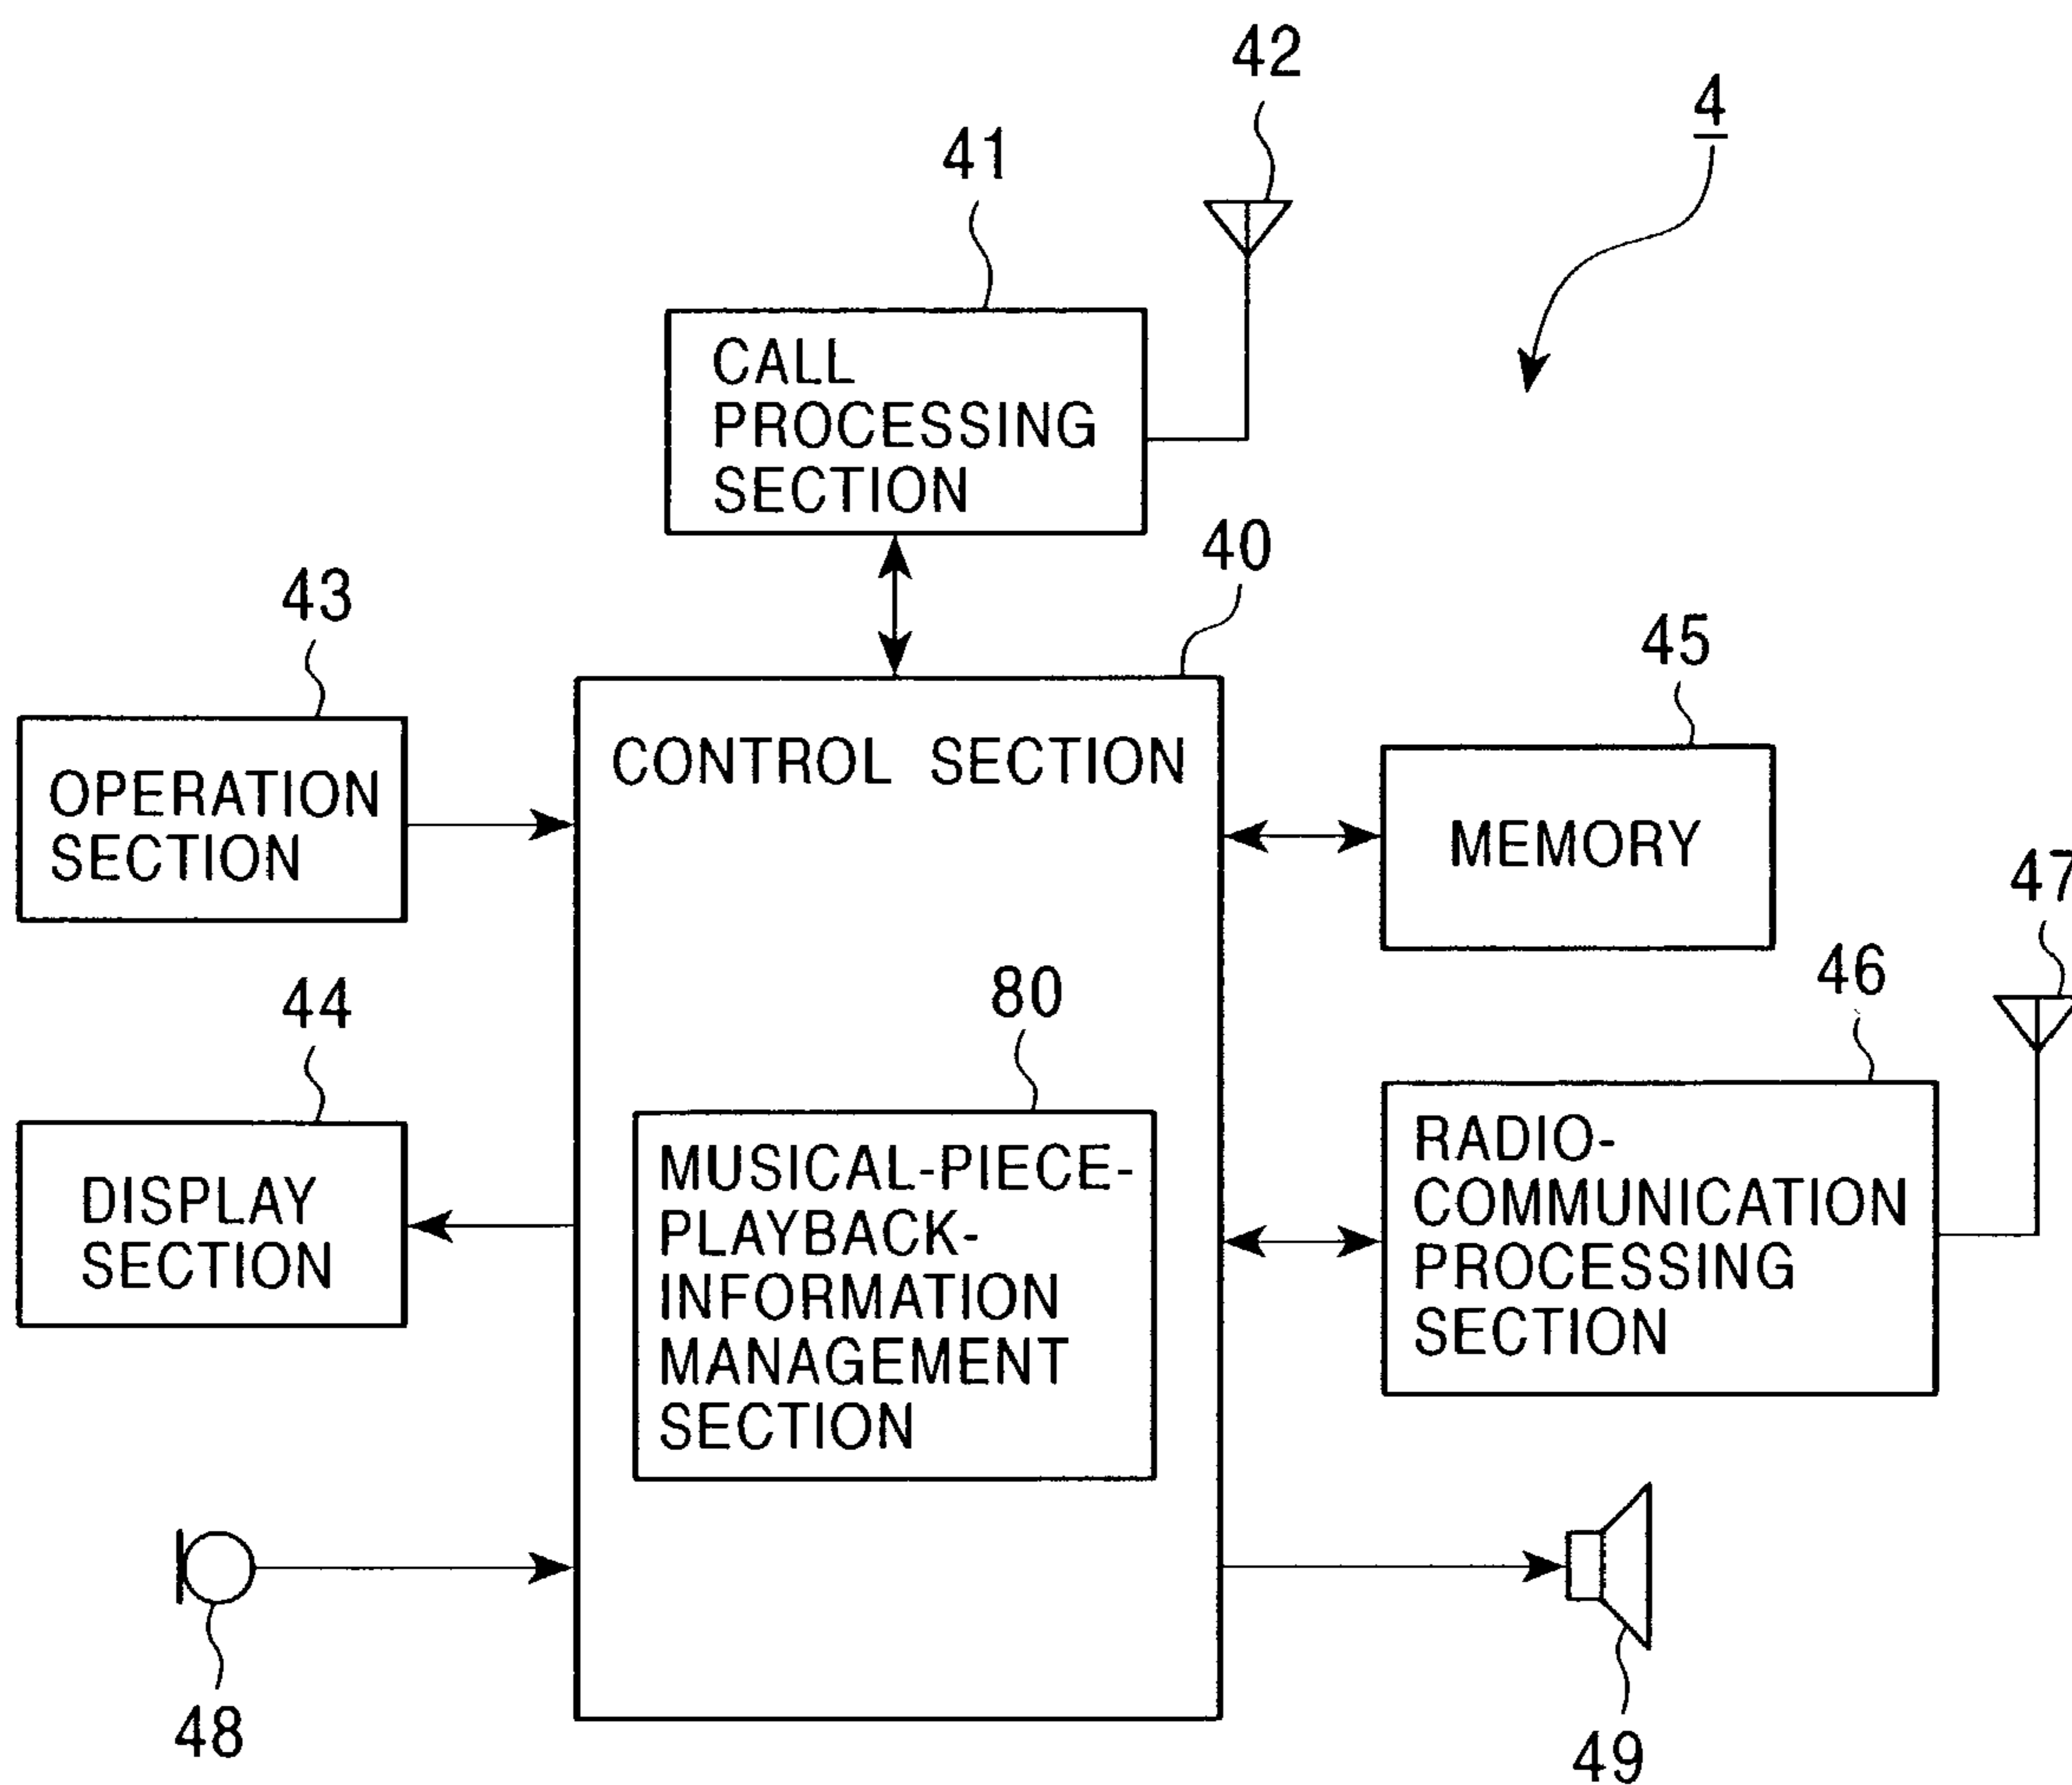 42
4
41
CALL
PROCESSING
SECTION
40
43
45
OPERATION
SECTION
CONTROL SECTION
MEMORY
47
44
80
46
DISPLAY
SECTION
MUSICAL-PIECE-
PLAYBACK-
INFORMATION
MANAGEMENT
SECTION
RADIO-
COMMUNICATION
PROCESSING
SECTION
48
49